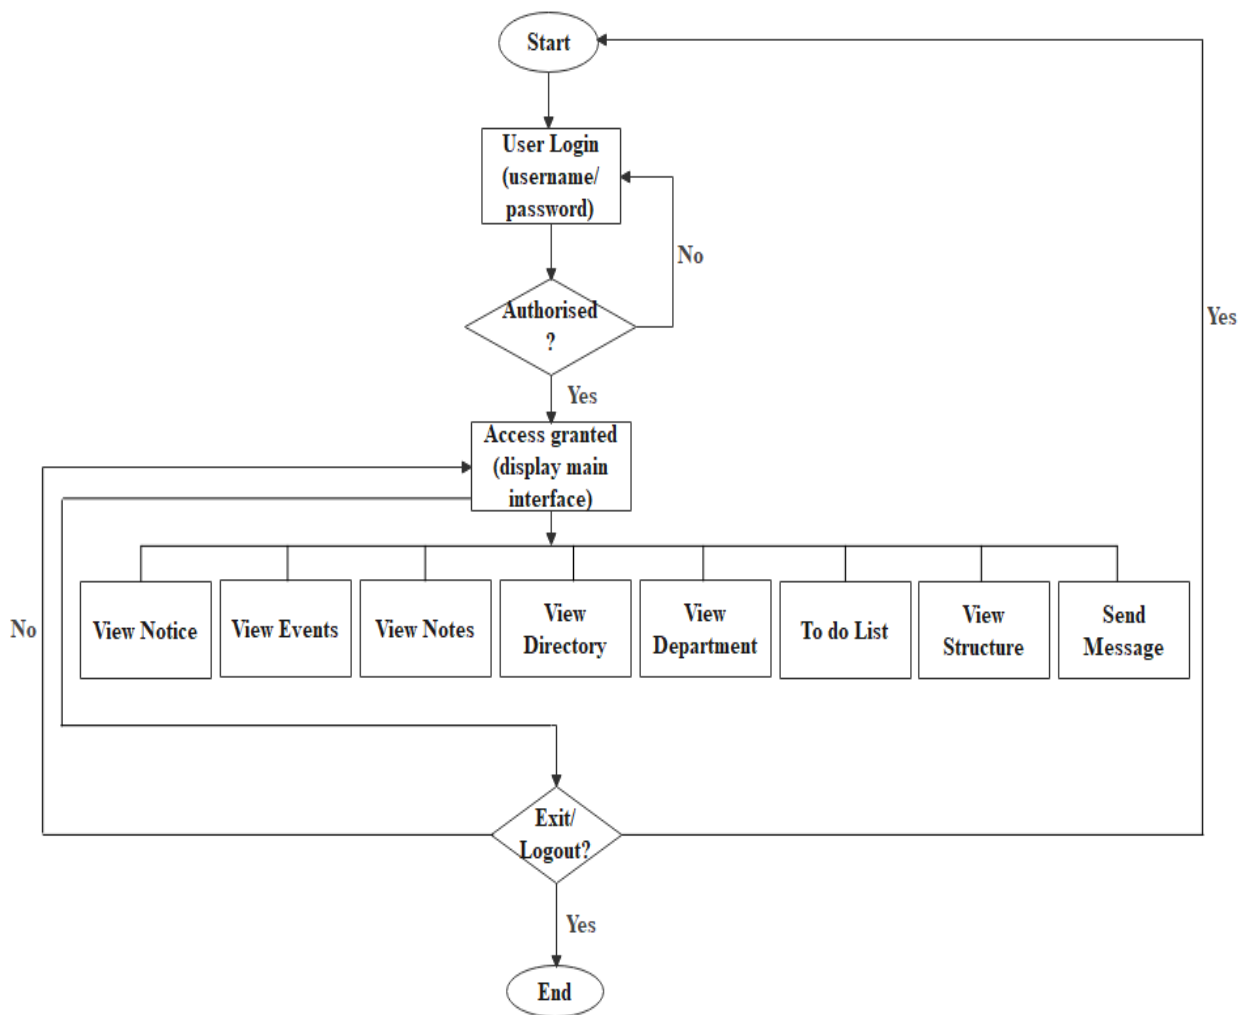 Start
User Login
(username/
password)
No
Authorised
?
Yes
Yes
Access granted
(display main
interface)
No
View Notice
View Events
View Notes
View
Directory
View
Department
To do List
View
Structure
Send
Message
Exit/
Logout?
Yes
End